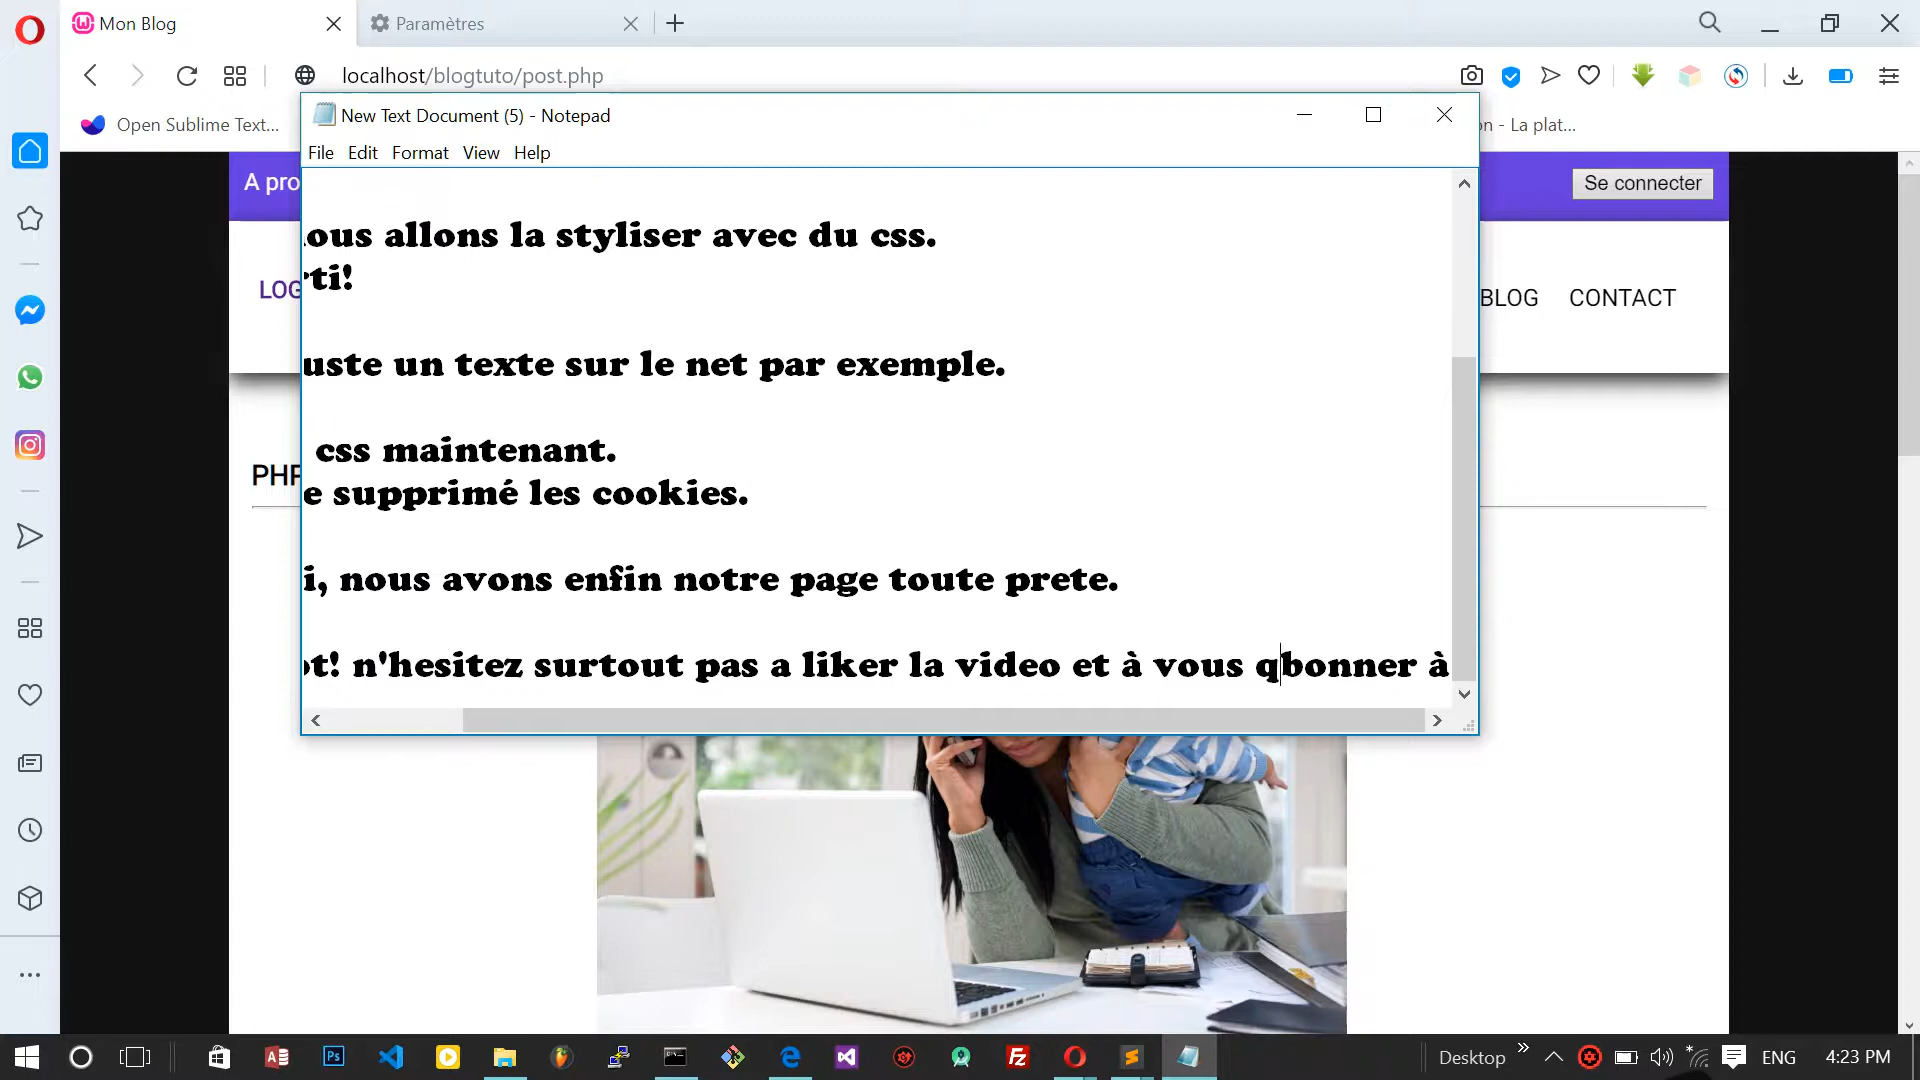 Mon Blog
Paramètres
localhost/blogtuto/post.php
Open Sublime Text...
n - La plat...
New Text Document (5) - Notepad
File Edit Format View Help
A pro
Se connecter
ous allons la styliser avec du css.
rti!
LOG
BLOG CONTACT
uste un texte sur le net par exemple.
css maintenant.
PHP
e supprimé les cookies.
i, nous avons enfin notre page toute prete.
ot! n'hesitez surtout pas a liker la video et à vous qbonner à
Desktop
ENG
4:23 PM